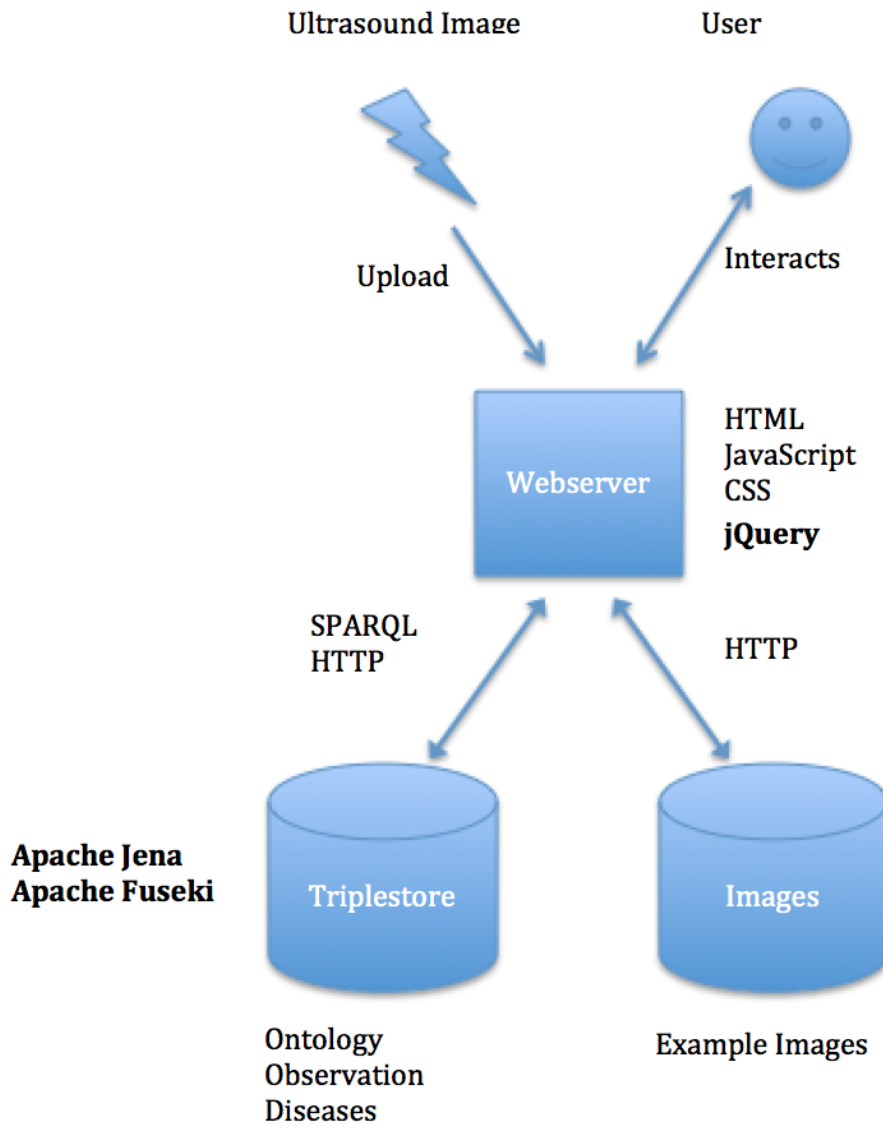 Ultrasound Image
User
Upload
Interacts
Webserver
HTML
JavaScript
CSS
jQuery
SPARQL
HTTP
HTTP
Apache Jena
Apache Fuseki
Triplestore
Images
Ontology
Observation
Diseases
Example Images